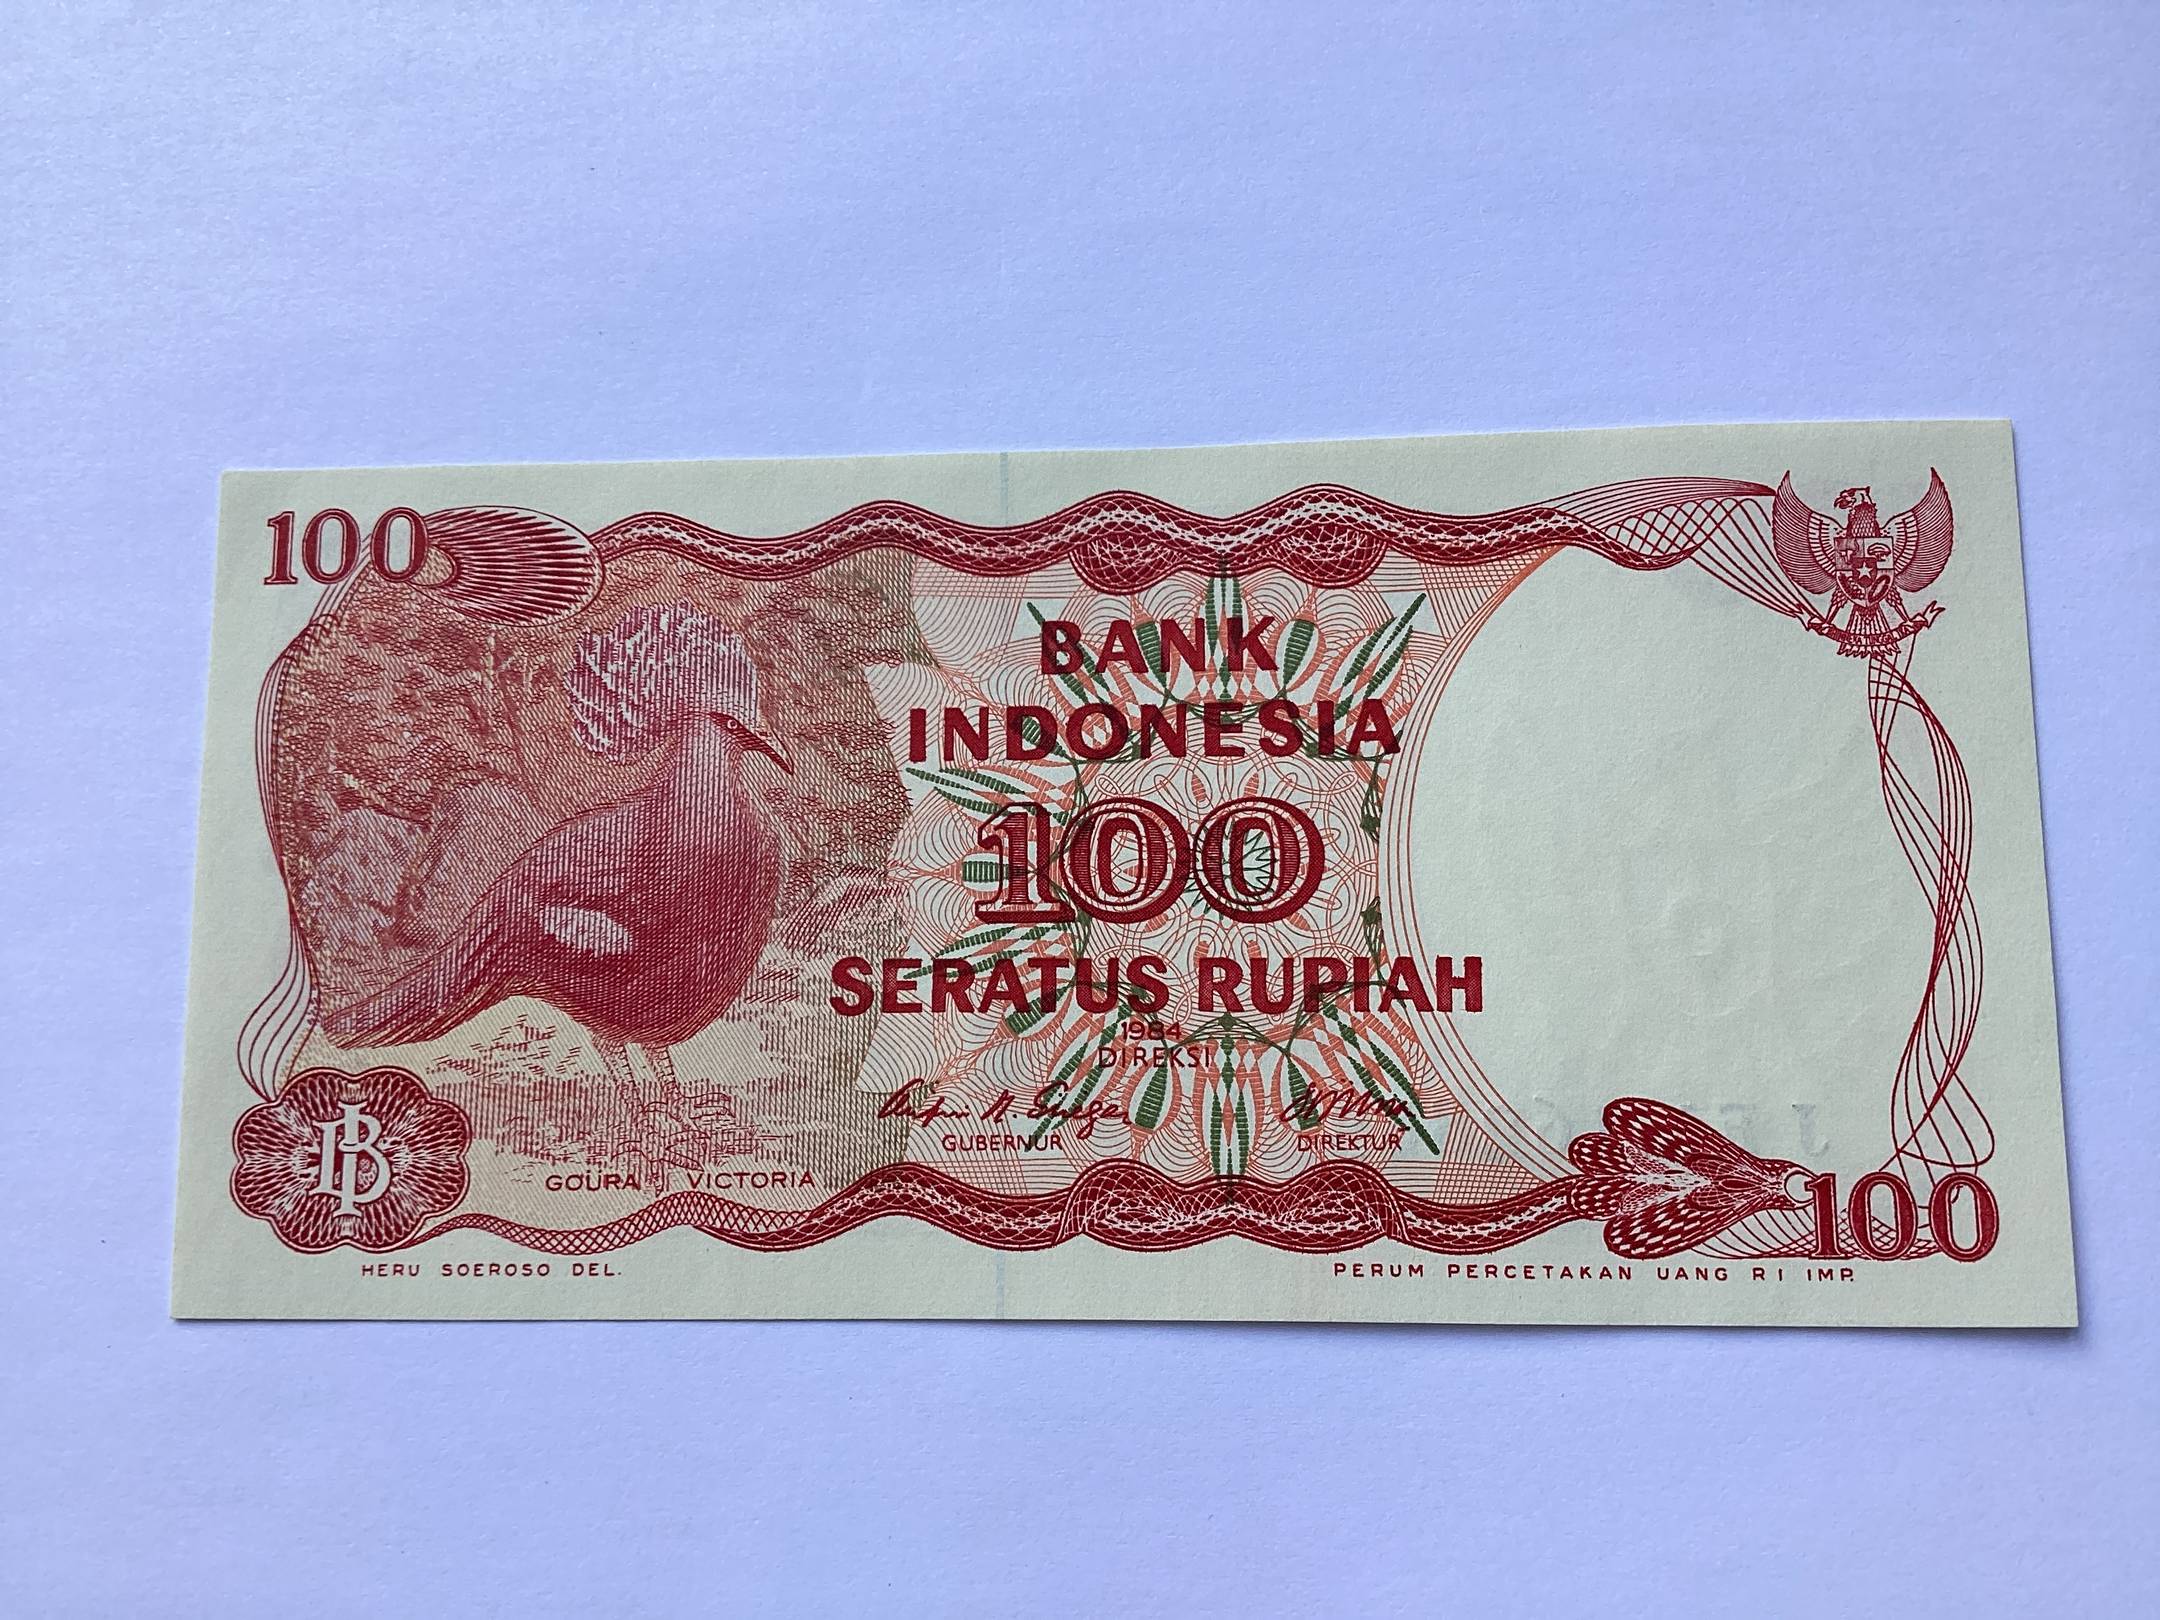 100
BANK
INDONESIA
100
SERATUS RUPIAH
1984
DIREKSI
GUBERNUR
DIREKTUR
GOURA VICTORIA
BI
100
HERU SOEROSO DEL.
PERUM PERCETAKAN UANG RI IMP.